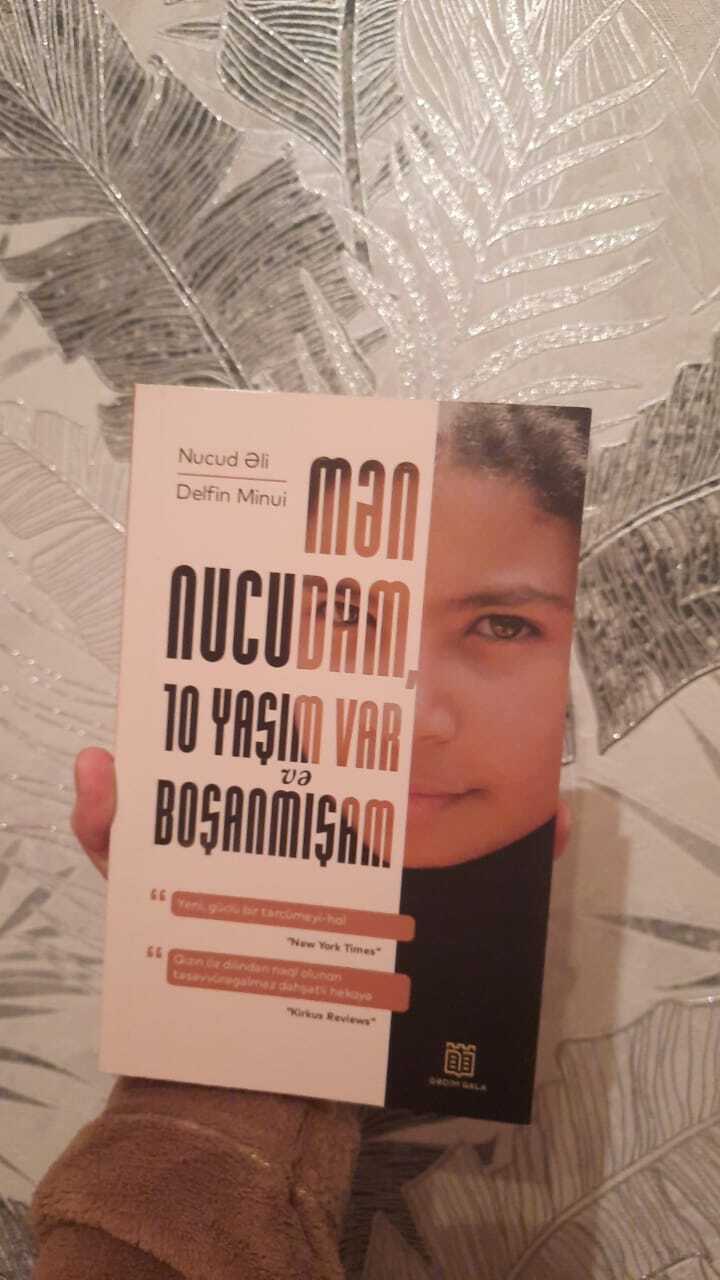 Nucud Əli
Delfin Minui
MƏN
NUCUDAM,
10 YAŞIM VAR
və
BOŞANMIŞAM
“ Yeni, güclü bir tərcümeyi-hal
"New York Times"
“ Qızın öz dilindən nəql olunan
təsəvvürəgəlməz dəhşətli hekayə
"Kirkus Reviews"
QƏDİM QALA